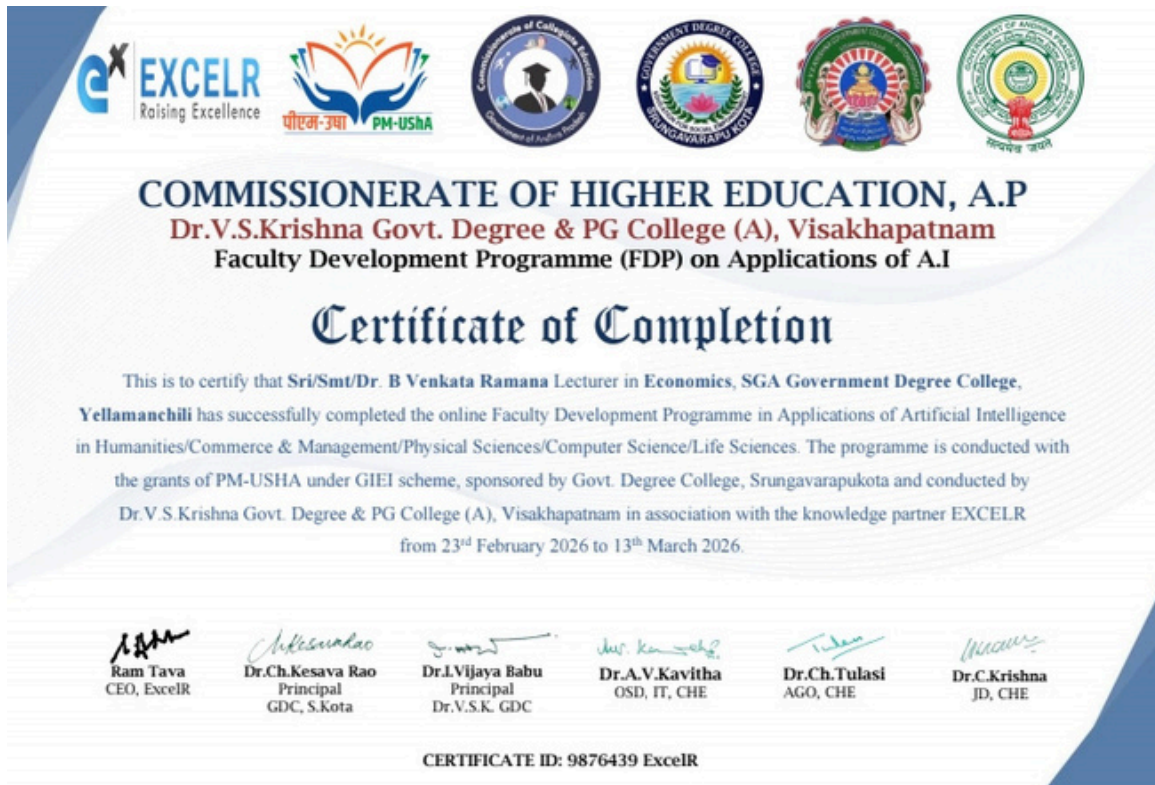 EXCELR
Raising Excellence
पीएम-उषा PM-USHA
Commissionerate of Collegiate Education
Government of Andhra Pradesh
GOVERNMENT DEGREE COLLEGE
SRUNGAVARAPU KOTA
GOVERNMENT OF ANDHRA PRADESH
सत्यमेव जयते
COMMISSIONERATE OF HIGHER EDUCATION, A.P
Dr.V.S.Krishna Govt. Degree & PG College (A), Visakhapatnam
Faculty Development Programme (FDP) on Applications of A.I
Certificate of Completion
This is to certify that Sri/Smt/Dr. B Venkata Ramana Lecturer in Economics, SGA Government Degree College,
Yellamanchili has successfully completed the online Faculty Development Programme in Applications of Artificial Intelligence
in Humanities/Commerce & Management/Physical Sciences/Computer Science/Life Sciences. The programme is conducted with
the grants of PM-USHA under GIEI scheme, sponsored by Govt. Degree College, Srungavarapukota and conducted by
Dr.V.S.Krishna Govt. Degree & PG College (A), Visakhapatnam in association with the knowledge partner EXCELR
from 23rd February 2026 to 13th March 2026.
Ram Tava
CEO, ExcelR
Dr.Ch.Kesava Rao
Principal
GDC, S.Kota
Dr.I.Vijaya Babu
Principal
Dr.V.S.K. GDC
Dr.A.V.Kavitha
OSD, IT, CHE
Dr.Ch.Tulasi
AGO, CHE
Dr.C.Krishna
JD, CHE
CERTIFICATE ID: 9876439 ExcelR